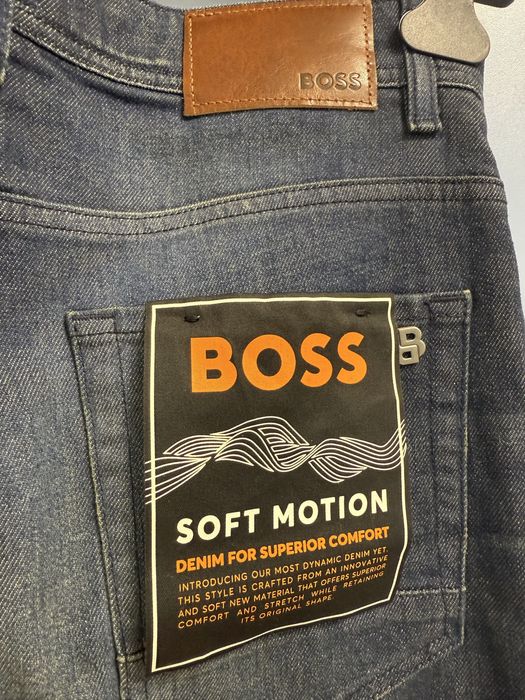 BOSS
B
BOSS
SOFT MOTION
DENIM FOR SUPERIOR COMFORT
INTRODUCING OUR MOST DYNAMIC DENIM YET.
THIS STYLE IS CRAFTED FROM AN INNOVATIVE
AND SOFT NEW MATERIAL THAT OFFERS SUPERIOR
COMFORT AND STRETCH WHILE RETAINING
ITS ORIGINAL SHAPE.